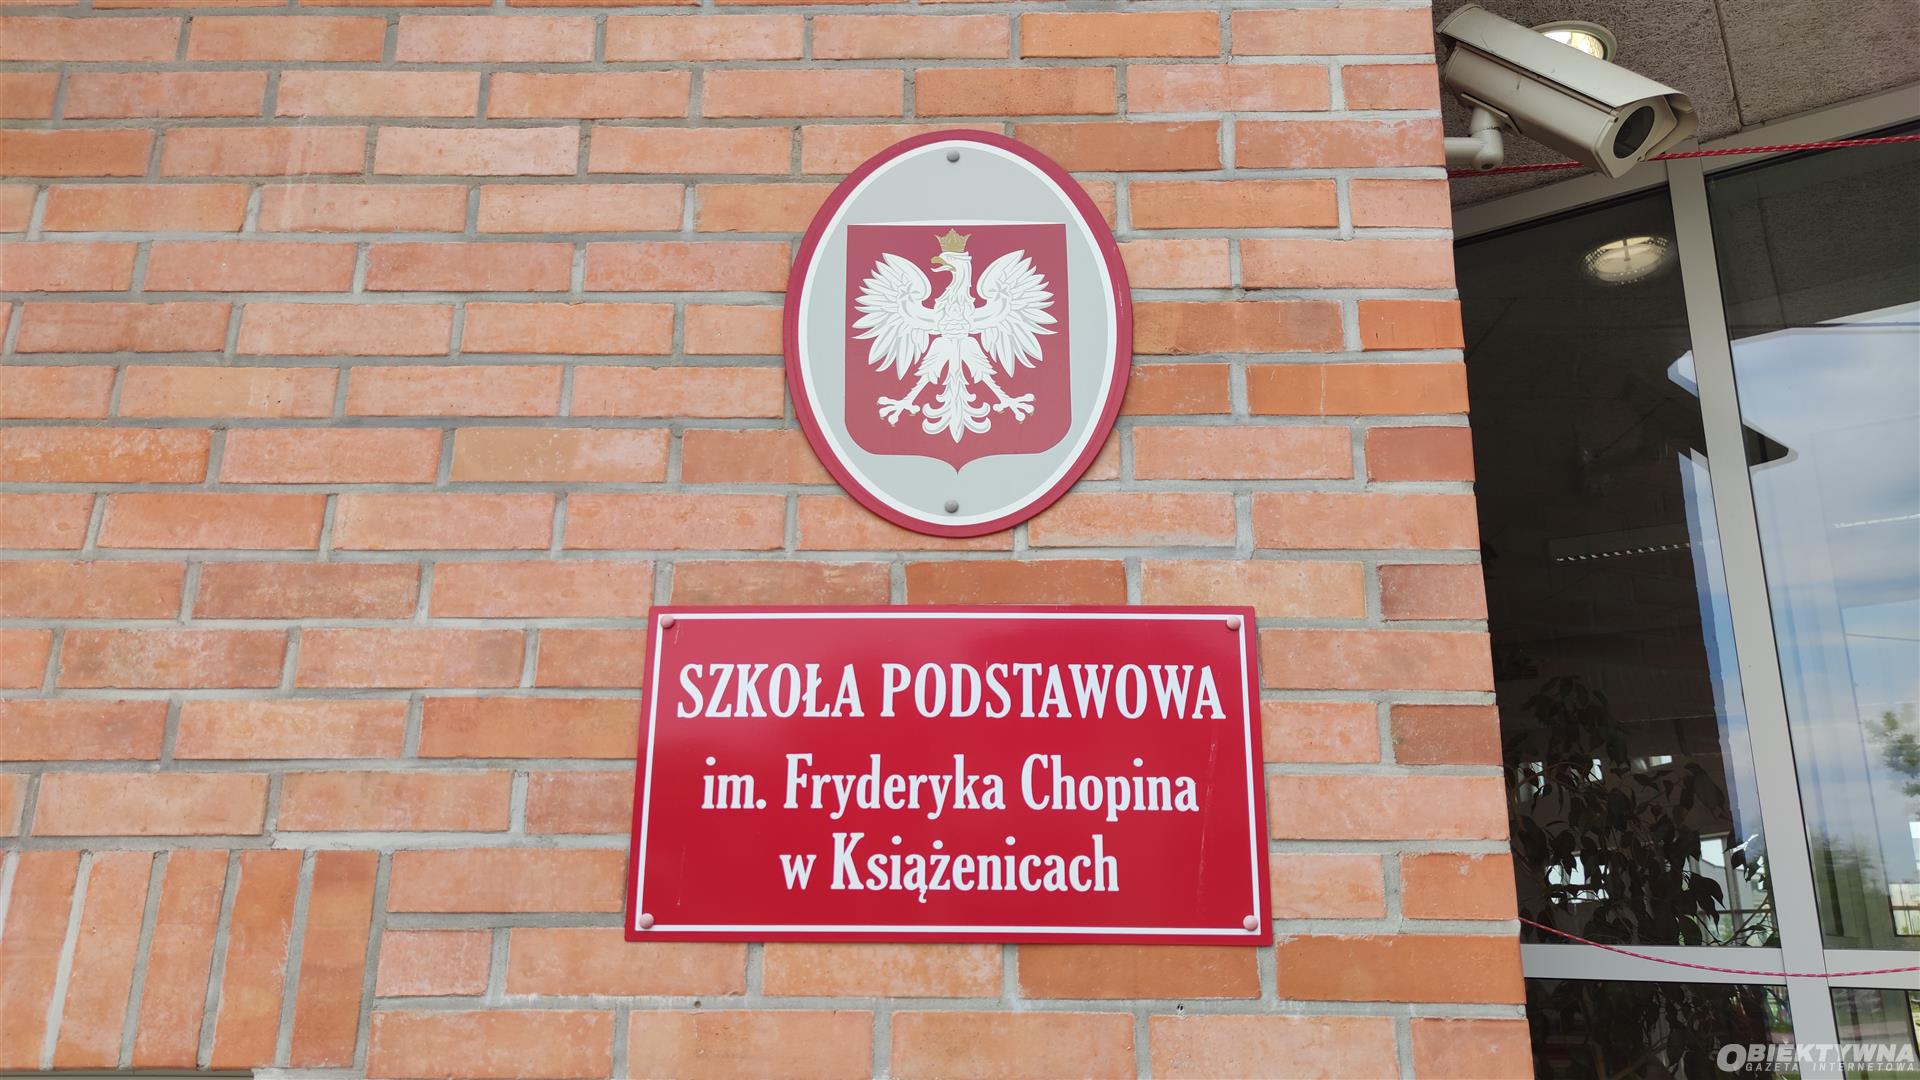 SZKOŁA PODSTAWOWA
im. Fryderyka Chopina
w Książenicach
OBIEKTYWNA
GAZETA INTERNETOWA